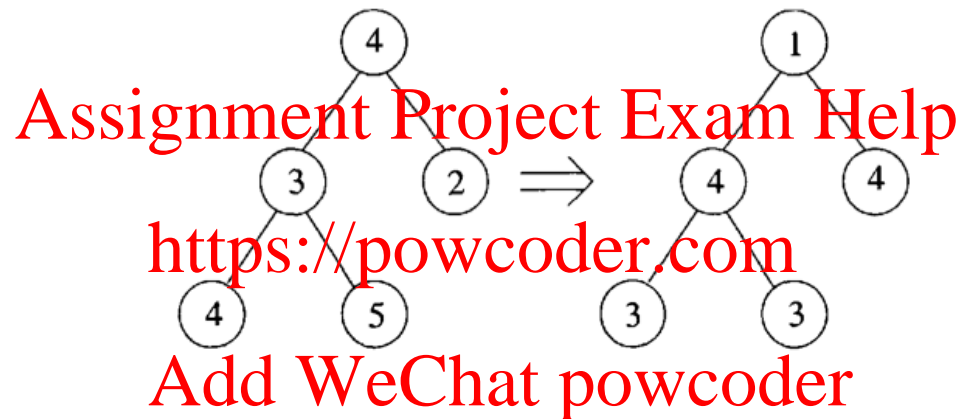 4 1
Assignment Project Exam Help
3 2 4 4
https://powcoder.com
4 5 3 3
Add WeChat powcoder